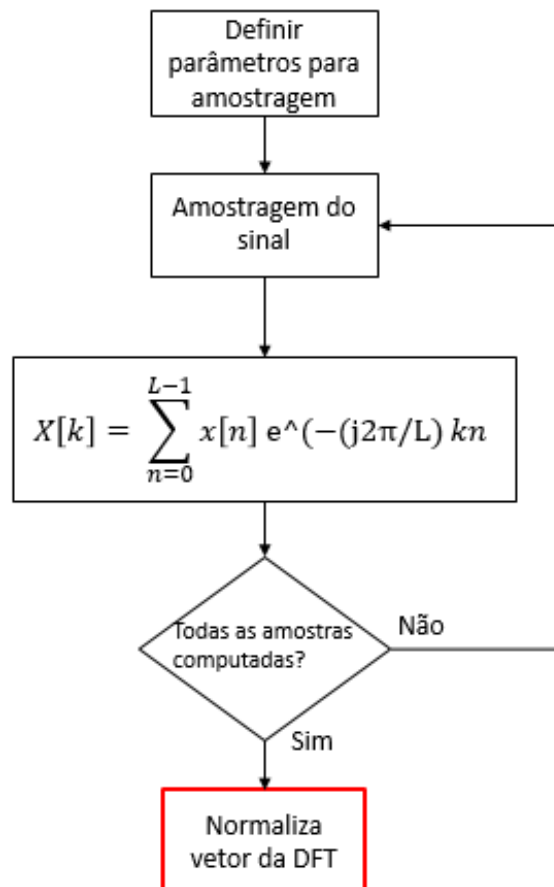 Definir
parâmetros para
amostragem
Amostragem do
sinal
L−1
X[k] = ∑ x[n] e^(−(j2π/L) kn
n=0
Todas as amostras
computadas?
Não
Sim
Normaliza
vetor da DFT